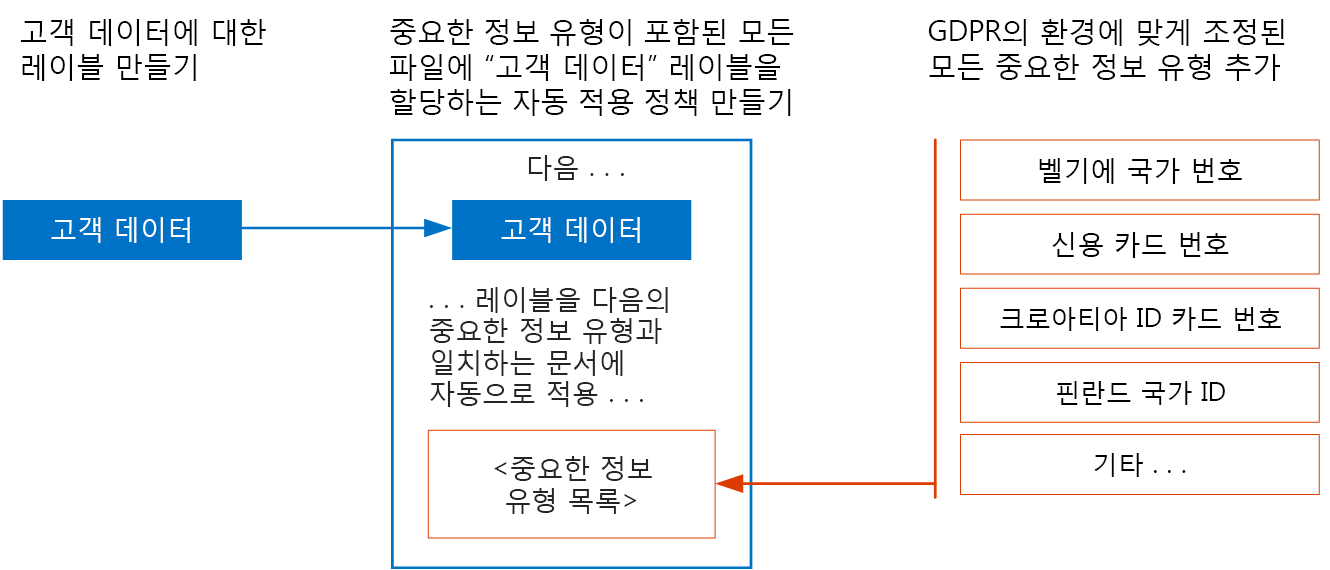 고객 데이터에 대한
레이블 만들기
중요한 정보 유형이 포함된 모든
파일에 “고객 데이터” 레이블을
할당하는 자동 적용 정책 만들기
GDPR의 환경에 맞게 조정된
모든 중요한 정보 유형 추가
고객 데이터
다음 . . .
고객 데이터
. . . 레이블을 다음의
중요한 정보 유형과
일치하는 문서에
자동으로 적용 . . .
<중요한 정보
유형 목록>
벨기에 국가 번호
신용 카드 번호
크로아티아 ID 카드 번호
핀란드 국가 ID
기타 . . .